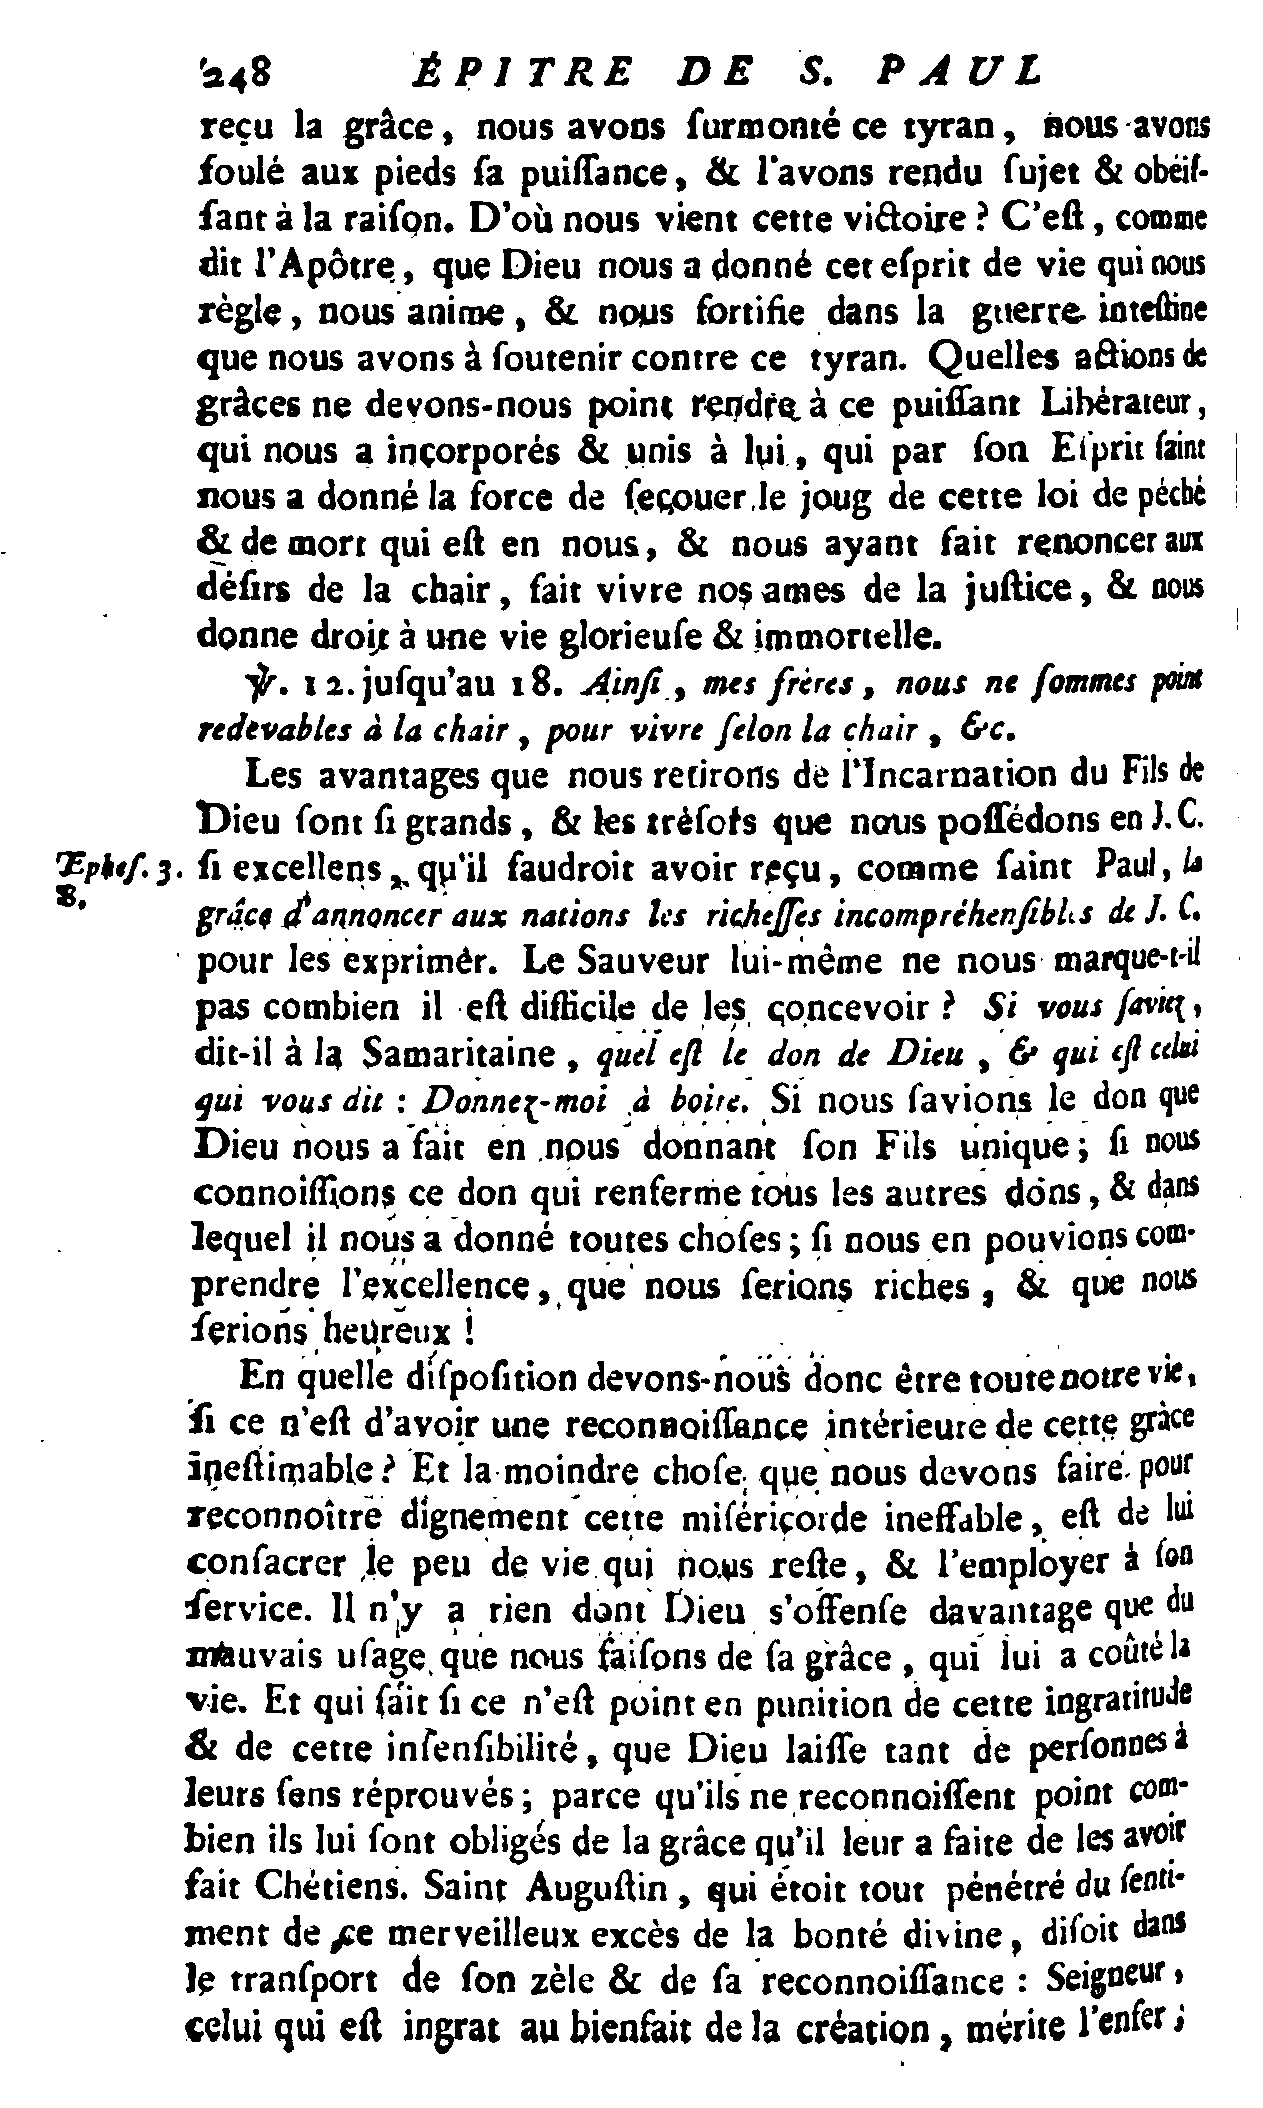 248 ÉPITRE DE S. PAUL
reçu la grâce, nous avons ſurmonté ce tyran, nous avons
foulé aux pieds ſa puiſſance, & l'avons rendu ſujet & obéiſ-
ſant à la raiſon. D'où nous vient cette victoire ? C'eſt, comme
dit l'Apôtre, que Dieu nous a donné cet eſprit de vie qui nous
règle, nous anime, & nous fortifie dans la guerre inteſtine
que nous avons à ſoutenir contre ce tyran. Quelles actions de
grâces ne devons-nous point rendre à ce puiſſant Libérateur,
qui nous a incorporés & unis à lui, qui par ſon Eſprit ſaint
nous a donné la force de ſecouer le joug de cette loi de péché
& de mort qui eſt en nous, & nous ayant fait renoncer aux
déſirs de la chair, fait vivre nos ames de la juſtice, & nous
donne droit à une vie glorieuſe & immortelle.
℣. 12. juſqu'au 18. Ainſi, mes frères, nous ne ſommes point
redevables à la chair, pour vivre ſelon la chair, &c.
Les avantages que nous retirons de l'Incarnation du Fils de
Dieu ſont ſi grands, & les tréſors que nous poſſédons en J. C.
Epheſ. 3. ſi excellens, qu'il faudroit avoir reçu, comme ſaint Paul, la
8. grâce d'annoncer aux nations les richeſſes incompréhenſibles de J. C.
pour les exprimer. Le Sauveur lui-même ne nous marque-t-il
pas combien il eſt difficile de les concevoir ? Si vous ſaviez,
dit-il à la Samaritaine, quel eſt le don de Dieu, & qui eſt celui
qui vous dit : Donnez-moi à boire. Si nous ſavions le don que
Dieu nous a fait en nous donnant ſon Fils unique ; ſi nous
connoiſſions ce don qui renferme tous les autres dons, & dans
lequel il nous a donné toutes choſes ; ſi nous en pouvions com-
prendre l'excellence, que nous ſerions riches, & que nous
ſerions heureux !
En quelle diſpoſition devons-nous donc être toute notre vie,
ſi ce n'eſt d'avoir une reconnoiſſance intérieure de cette grâce
ineſtimable ? Et la moindre choſe que nous devons faire pour
reconnoître dignement cette miſéricorde ineffable, eſt de lui
conſacrer le peu de vie qui nous reſte, & l'employer à ſon
ſervice. Il n'y a rien dont Dieu s'offenſe davantage que du
mauvais uſage que nous faiſons de ſa grâce, qui lui a coûté la
vie. Et qui ſait ſi ce n'eſt point en punition de cette ingratitude
& de cette inſenſibilité, que Dieu laiſſe tant de perſonnes à
leurs ſens réprouvés ; parce qu'ils ne reconnoiſſent point com-
bien ils lui ſont obligés de la grâce qu'il leur a faite de les avoir
fait Chétiens. Saint Auguſtin, qui étoit tout pénétré du ſenti-
ment de ce merveilleux excès de la bonté divine, diſoit dans
le tranſport de ſon zèle & de ſa reconnoiſſance : Seigneur,
celui qui eſt ingrat au bienfait de la création, mérite l'enfer ;